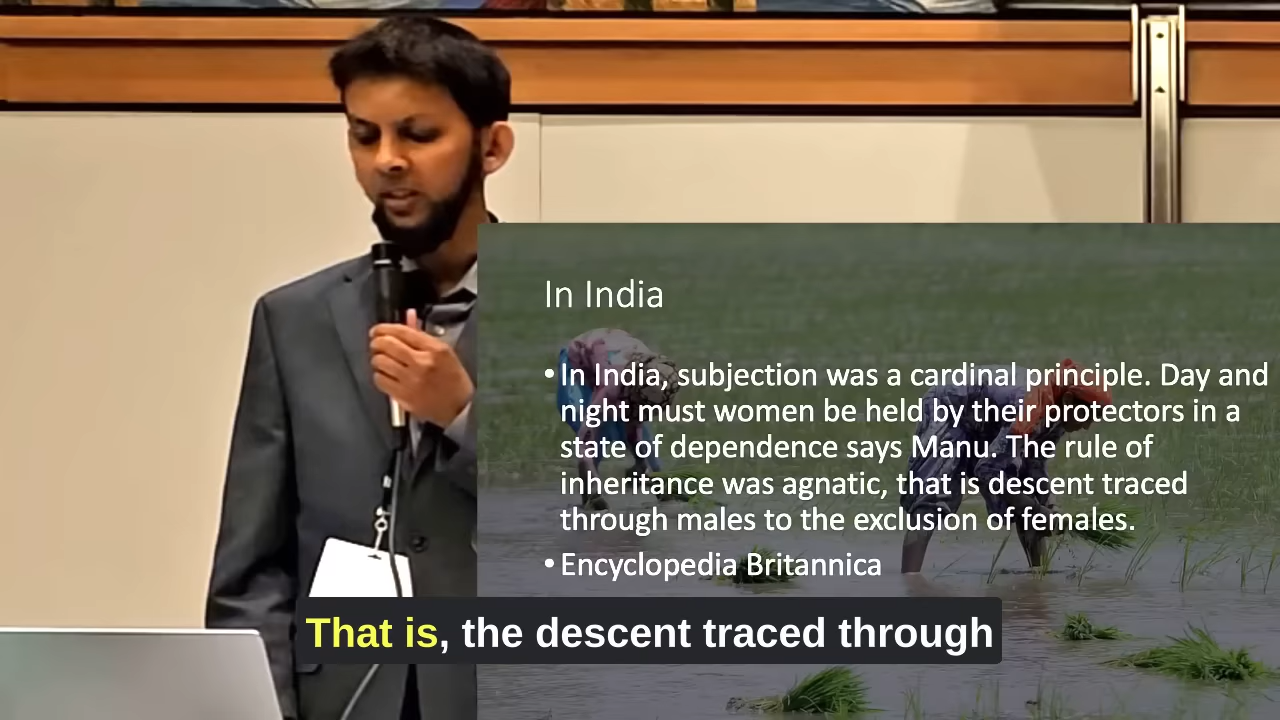 In India
•In India, subjection was a cardinal principle. Day and
night must women be held by their protectors in a
state of dependence says Manu. The rule of
inheritance was agnatic, that is descent traced
through males to the exclusion of females.
•Encyclopedia Britannica
That is, the descent traced through